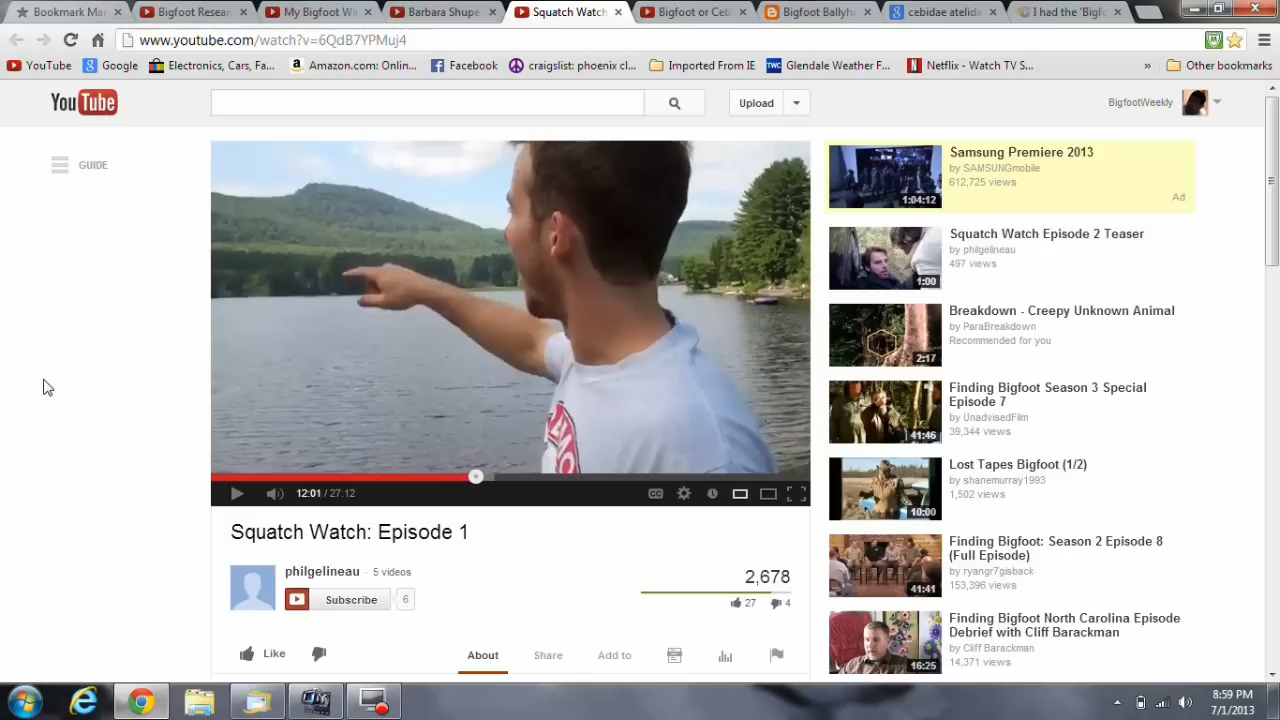 Bookmark Man
Bigfoot Resear
My Bigfoot Wi
Barbara Shupe
Squatch Watch
Bigfoot or Ceb
Bigfoot Ballyho
cebidae atelida
I had the 'Bigf
www.youtube.com/watch?v=6QdB7YPMuj4
YouTube
Google
Electronics, Cars, Fa...
Amazon.com: Onlin...
Facebook
craigslist: phoenix cl...
Imported From IE
TWC
Glendale Weather F...
Netflix - Watch TV S...
»
Other bookmarks
YouTube
Upload
BigfootWeekly
GUIDE
12:01 / 27:12
CC
Squatch Watch: Episode 1
philgelineau · 5 videos
Subscribe 6
2,678
27 4
Like
About
Share
Add to
Samsung Premiere 2013
by SAMSUNGmobile
612,725 views
Ad
1:04:12
Squatch Watch Episode 2 Teaser
by philgelineau
497 views
1:00
Breakdown - Creepy Unknown Animal
by ParaBreakdown
Recommended for you
2:17
Finding Bigfoot Season 3 Special
Episode 7
by UnadvisedFilm
39,344 views
41:46
Lost Tapes Bigfoot (1/2)
by shanemurray1993
1,502 views
10:00
Finding Bigfoot: Season 2 Episode 8
(Full Episode)
by ryangr7gisback
153,396 views
41:41
Finding Bigfoot North Carolina Episode
Debrief with Cliff Barackman
by Cliff Barackman
14,371 views
16:25
8:59 PM
7/1/2013